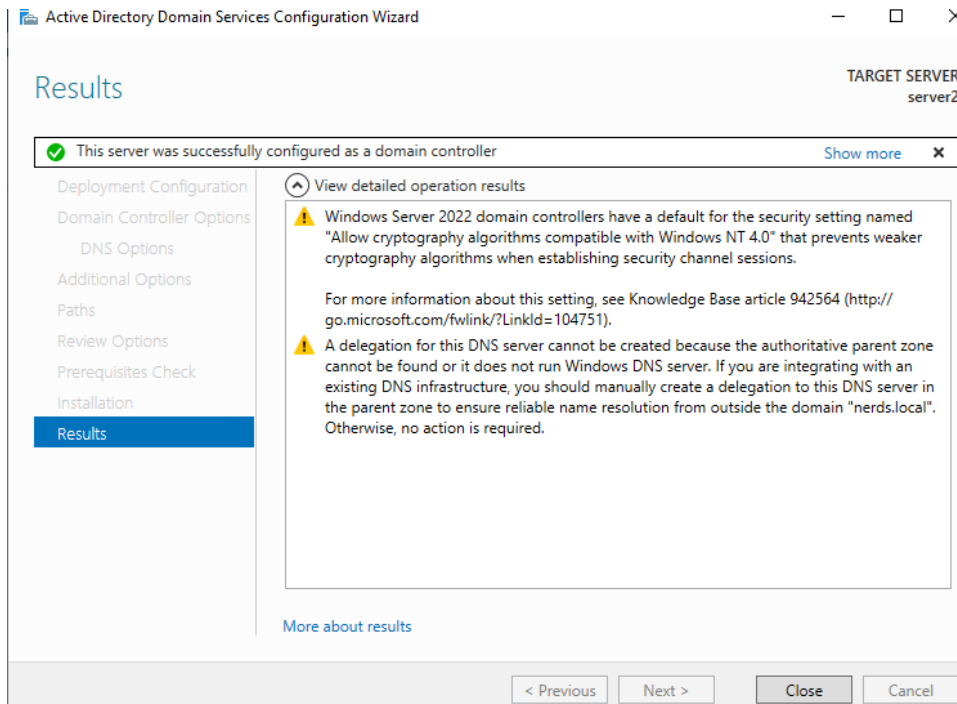 Active Directory Domain Services Configuration Wizard
Results
TARGET SERVER
server2
This server was successfully configured as a domain controller
Show more
Deployment Configuration
Domain Controller Options
DNS Options
Additional Options
Paths
Review Options
Prerequisites Check
Installation
Results
View detailed operation results
Windows Server 2022 domain controllers have a default for the security setting named
"Allow cryptography algorithms compatible with Windows NT 4.0" that prevents weaker
cryptography algorithms when establishing security channel sessions.
For more information about this setting, see Knowledge Base article 942564 (http://
go.microsoft.com/fwlink/?LinkId=104751).
A delegation for this DNS server cannot be created because the authoritative parent zone
cannot be found or it does not run Windows DNS server. If you are integrating with an
existing DNS infrastructure, you should manually create a delegation to this DNS server in
the parent zone to ensure reliable name resolution from outside the domain "nerds.local".
Otherwise, no action is required.
More about results
< Previous
Next >
Close
Cancel